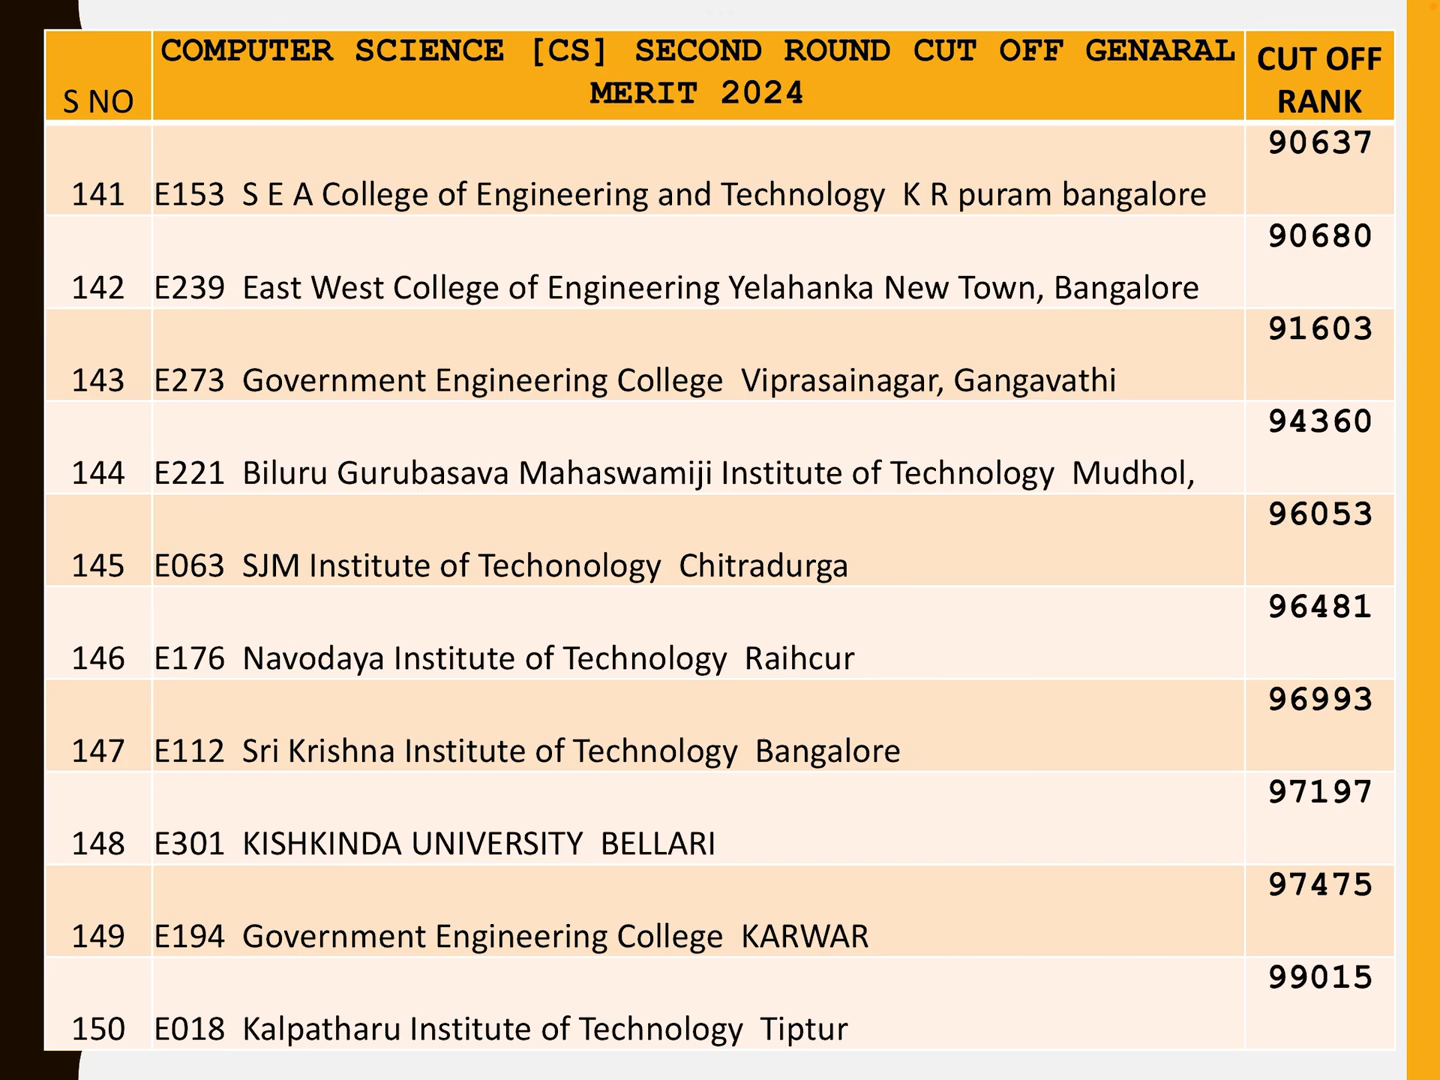 S NO
COMPUTER SCIENCE [CS] SECOND ROUND CUT OFF GENARAL
MERIT 2024
CUT OFF
RANK
141
E153 S E A College of Engineering and Technology K R puram bangalore
90637
142
E239 East West College of Engineering Yelahanka New Town, Bangalore
90680
143
E273 Government Engineering College Viprasainagar, Gangavathi
91603
144
E221 Biluru Gurubasava Mahaswamiji Institute of Technology Mudhol,
94360
145
E063 SJM Institute of Techonology Chitradurga
96053
146
E176 Navodaya Institute of Technology Raihcur
96481
147
E112 Sri Krishna Institute of Technology Bangalore
96993
148
E301 KISHKINDA UNIVERSITY BELLARI
97197
149
E194 Government Engineering College KARWAR
97475
150
E018 Kalpatharu Institute of Technology Tiptur
99015